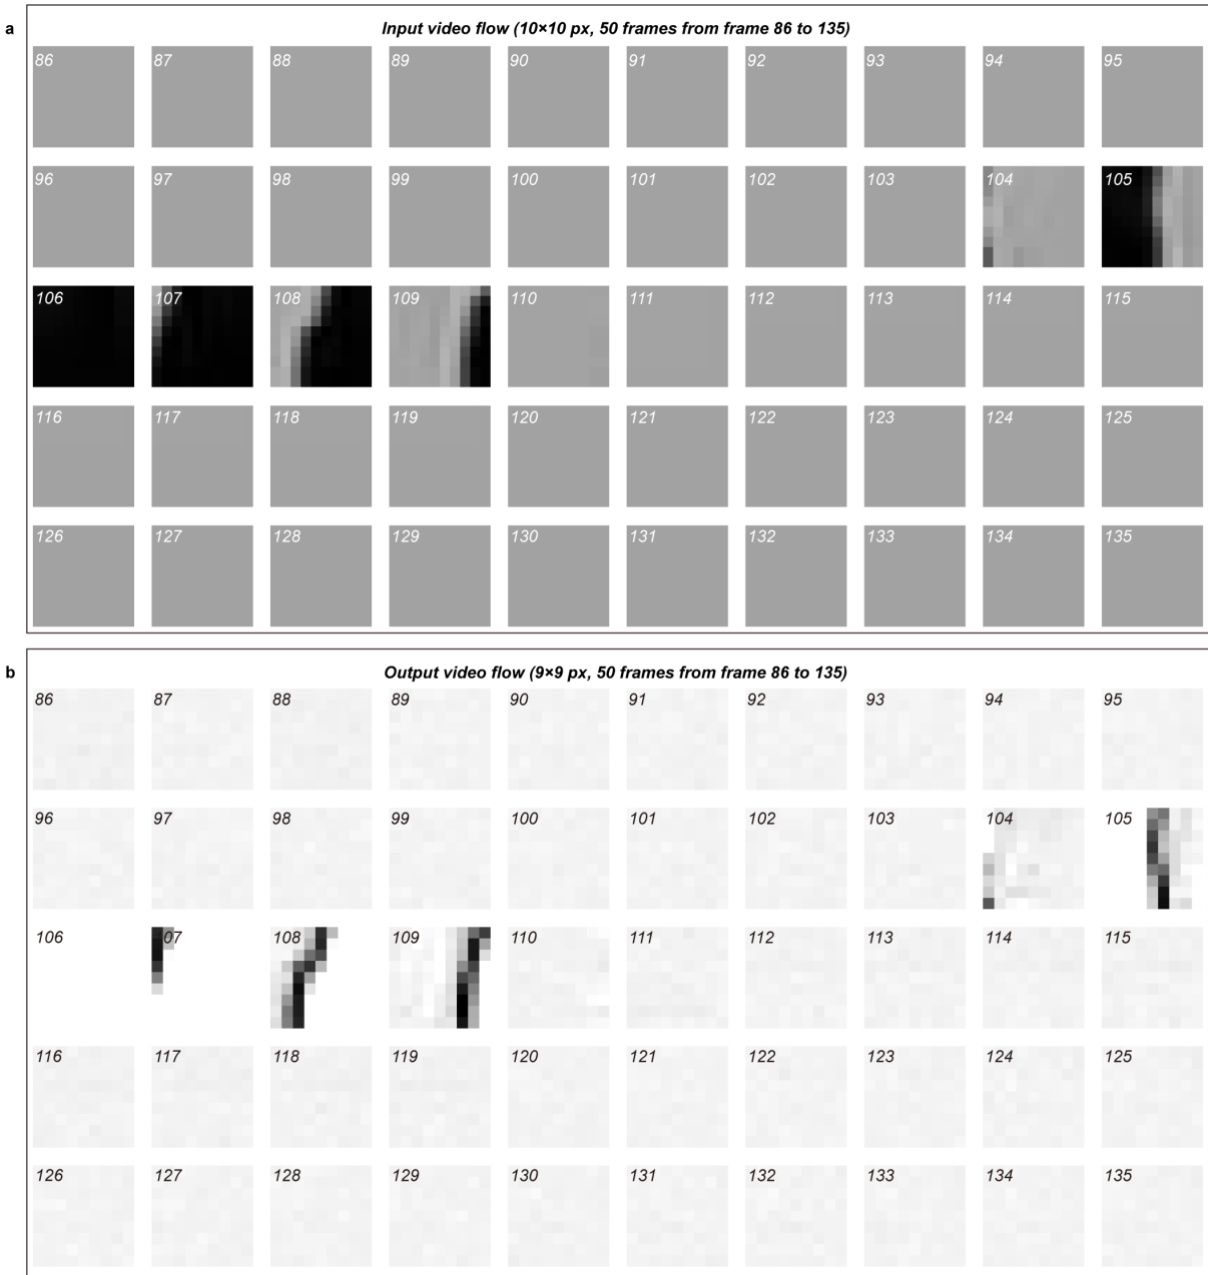 a
Input video flow (10×10 px, 50 frames from frame 86 to 135)
86 87 88 89 90 91 92 93 94 95
96 97 98 99 100 101 102 103 104 105
106 107 108 109 110 111 112 113 114 115
116 117 118 119 120 121 122 123 124 125
126 127 128 129 130 131 132 133 134 135
b
Output video flow (9×9 px, 50 frames from frame 86 to 135)
86 87 88 89 90 91 92 93 94 95
96 97 98 99 100 101 102 103 104 105
106 107 108 109 110 111 112 113 114 115
116 117 118 119 120 121 122 123 124 125
126 127 128 129 130 131 132 133 134 135